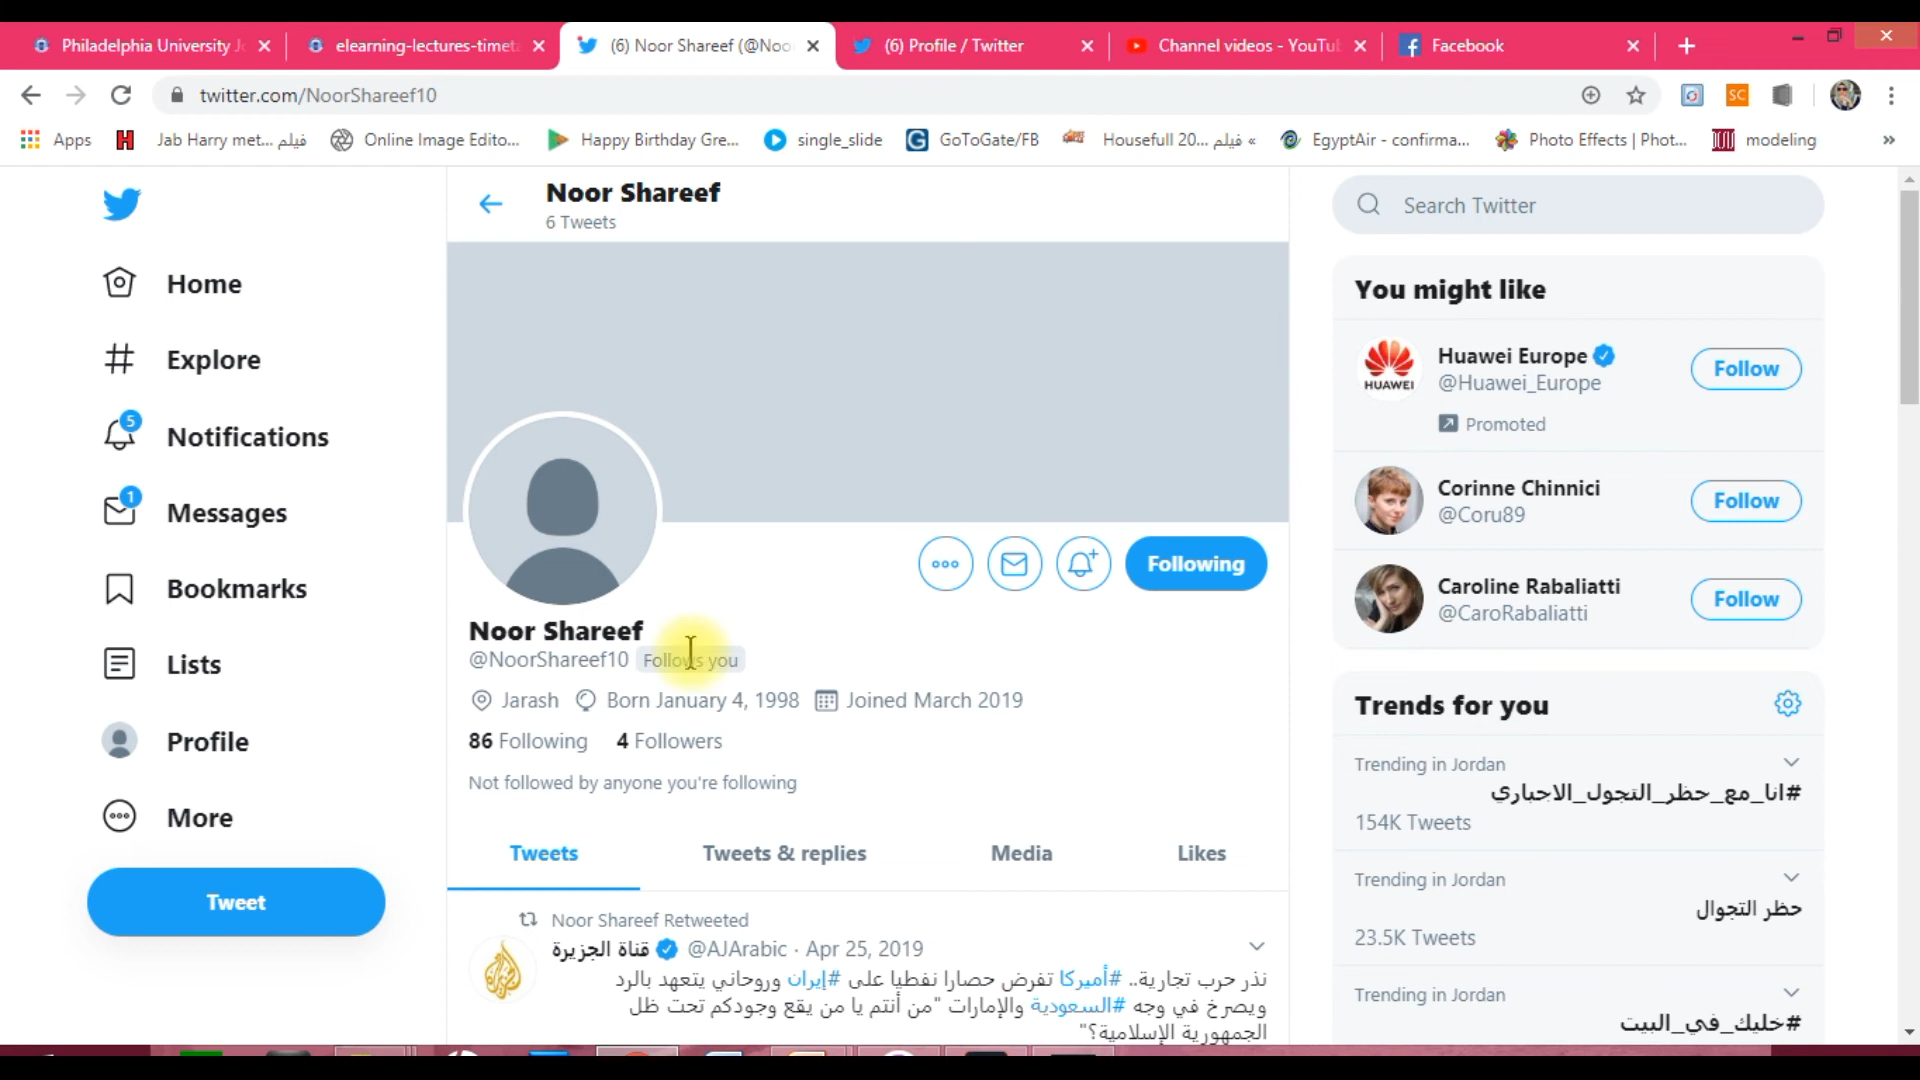 Philadelphia University J
elearning-lectures-timeta
(6) Noor Shareef (@Noo
(6) Profile / Twitter
Channel videos - YouTu
Facebook
twitter.com/NoorShareef10
SC
Apps
Jab Harry met... فيلم
Online Image Edito...
Happy Birthday Gre...
single_slide
GoToGate/FB
Housefull 20... فيلم »
EgyptAir - confirma...
Photo Effects | Phot...
modeling
»
Noor Shareef
6 Tweets
Search Twitter
Home
Explore
5
Notifications
1
Messages
Bookmarks
Lists
Profile
More
Tweet
Following
Noor Shareef
@NoorShareef10 Follows you
Jarash Born January 4, 1998 Joined March 2019
86 Following 4 Followers
Not followed by anyone you're following
Tweets Tweets & replies Media Likes
Noor Shareef Retweeted
قناة الجزيرة @AJArabic · Apr 25, 2019
نذر حرب تجارية.. #أميركا تفرض حصارا نفطيا على #إيران وروحاني يتعهد بالرد
ويصرخ في وجه #السعودية والإمارات "من أنتم يا من يقع وجودكم تحت ظل
الجمهورية الإسلامية؟"
You might like
HUAWEI
Huawei Europe
@Huawei_Europe
Follow
Promoted
Corinne Chinnici
@Coru89
Follow
Caroline Rabaliatti
@CaroRabaliatti
Follow
Trends for you
Trending in Jordan
#انا_مع_حظر_التجول_الاجباري
154K Tweets
Trending in Jordan
حظر التجوال
23.5K Tweets
Trending in Jordan
#خليك_في_البيت